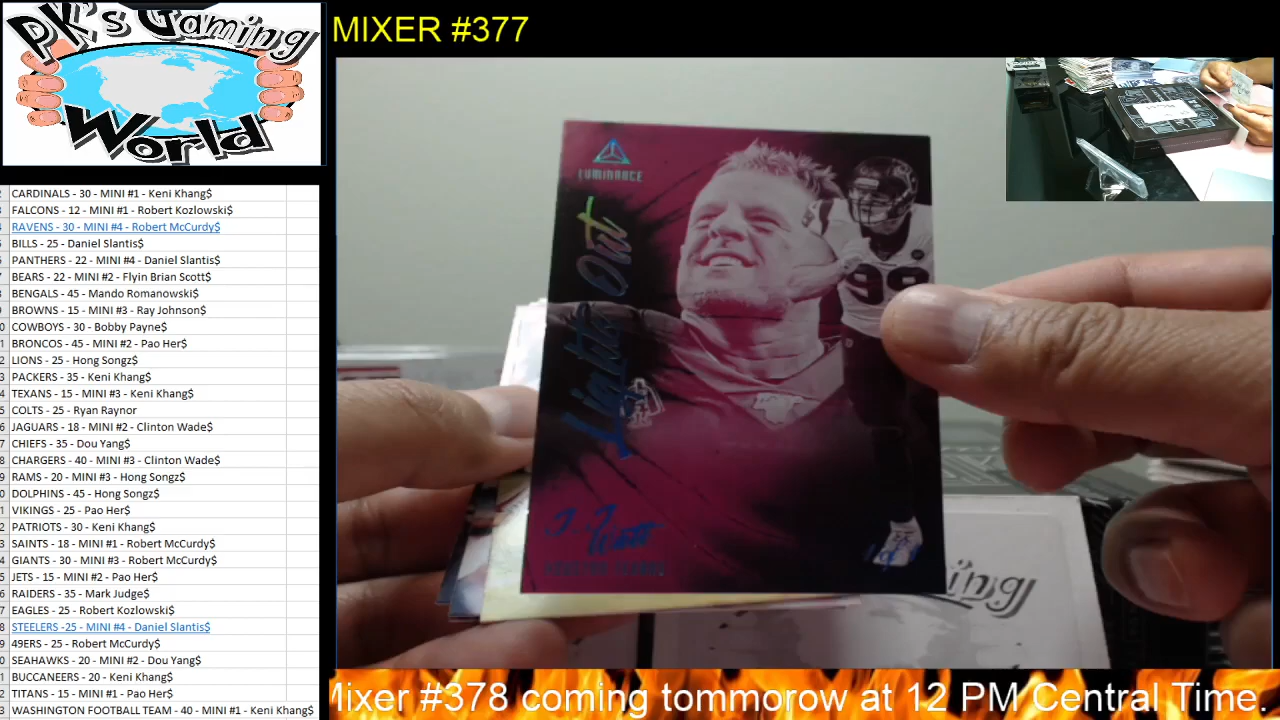 PK's Gaming
World
MIXER #377
CARDINALS - 30 - MINI #1 - Keni Khang$
FALCONS - 12 - MINI #1 - Robert Kozlowski$
RAVENS - 30 - MINI #4 - Robert McCurdy$
BILLS - 25 - Daniel Slantis$
PANTHERS - 22 - MINI #4 - Daniel Slantis$
BEARS - 22 - MINI #2 - Flyin Brian Scott$
BENGALS - 45 - Mando Romanowski$
BROWNS - 15 - MINI #3 - Ray Johnson$
COWBOYS - 30 - Bobby Payne$
BRONCOS - 45 - MINI #2 - Pao Her$
LIONS - 25 - Hong Songz$
PACKERS - 35 - Keni Khang$
TEXANS - 15 - MINI #3 - Keni Khang$
COLTS - 25 - Ryan Raynor
JAGUARS - 18 - MINI #2 - Clinton Wade$
CHIEFS - 35 - Dou Yang$
CHARGERS - 40 - MINI #3 - Clinton Wade$
RAMS - 20 - MINI #3 - Hong Songz$
DOLPHINS - 45 - Hong Songz$
VIKINGS - 25 - Pao Her$
PATRIOTS - 30 - Keni Khang$
SAINTS - 18 - MINI #1 - Robert McCurdy$
GIANTS - 30 - MINI #3 - Robert McCurdy$
JETS - 15 - MINI #2 - Pao Her$
RAIDERS - 35 - Mark Judge$
EAGLES - 25 - Robert Kozlowski$
STEELERS -25 - MINI #4 - Daniel Slantis$
49ERS - 25 - Robert McCurdy$
SEAHAWKS - 20 - MINI #2 - Dou Yang$
BUCCANEERS - 20 - Keni Khang$
TITANS - 15 - MINI #1 - Pao Her$
WASHINGTON FOOTBALL TEAM - 40 - MINI #1 - Keni Khang$
LUMINANCE
Lights Out
99
J.J. Watt
HOUSTON TEXANS
Mixer #378 coming tommorow at 12 PM Central Time.